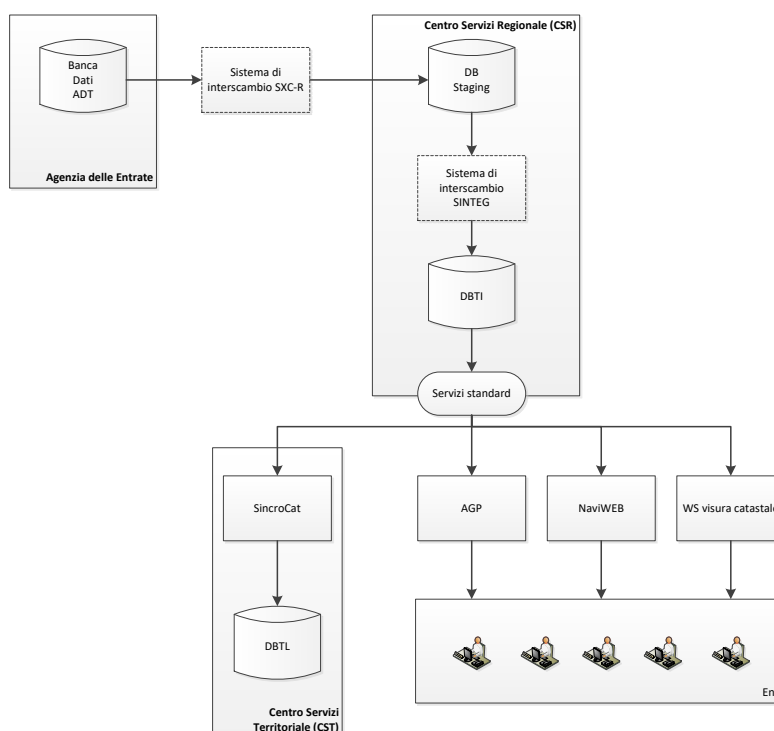 Centro Servizi Regionale (CSR)
Banca
Dati
ADT
Agenzia delle Entrate
Sistema di
interscambio SXC-R
DB
Staging
Sistema di
interscambio
SINTEG
DBTI
Servizi standard
SincroCat
AGP
NaviWEB
WS visura catastale
DBTL
Centro Servizi
Territoriale (CST)